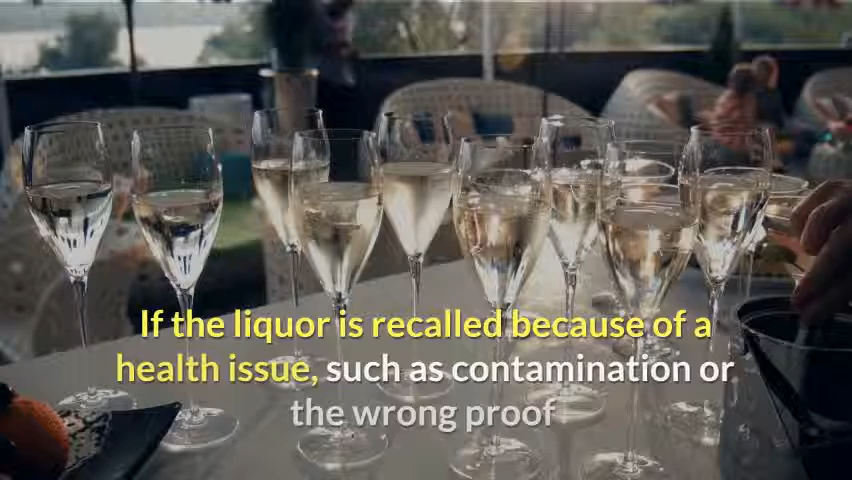 If the liquor is recalled because of a
health issue, such as contamination or
the wrong proof